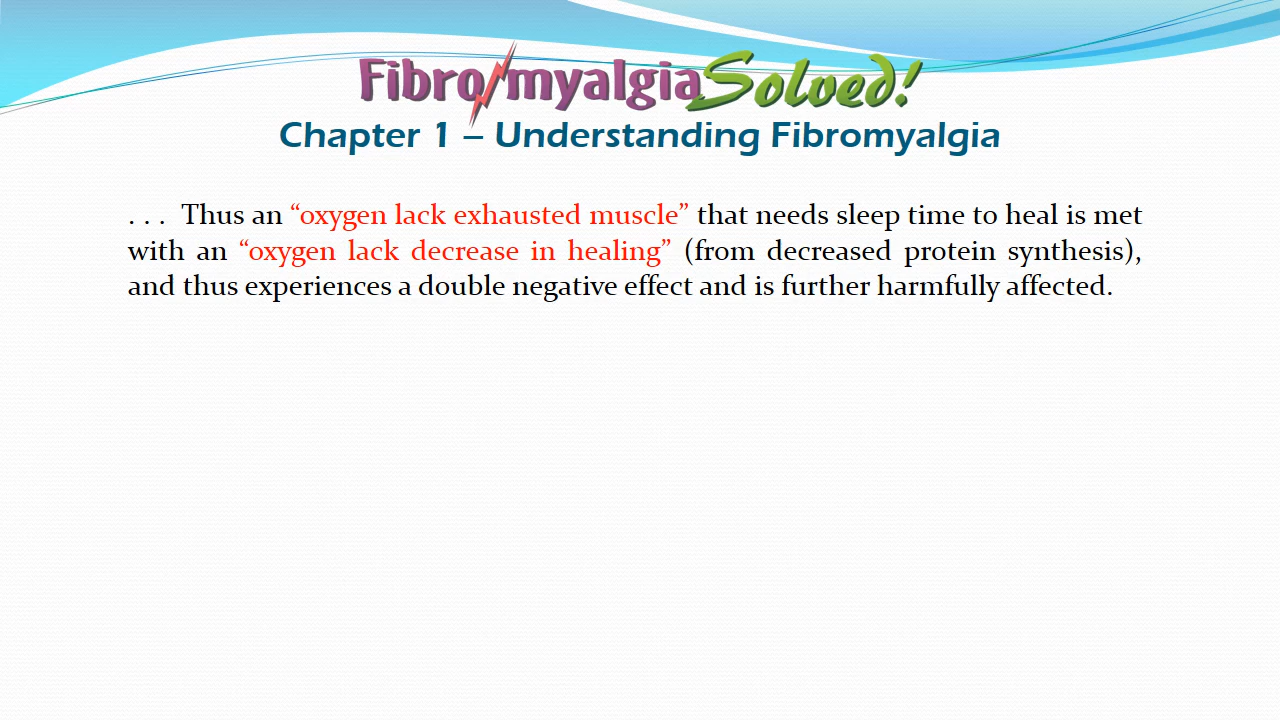 Fibromyalgia Solved!
Chapter 1 – Understanding Fibromyalgia
. . .  Thus an “oxygen lack exhausted muscle” that needs sleep time to heal is met
with an “oxygen lack decrease in healing” (from decreased protein synthesis),
and thus experiences a double negative effect and is further harmfully affected.